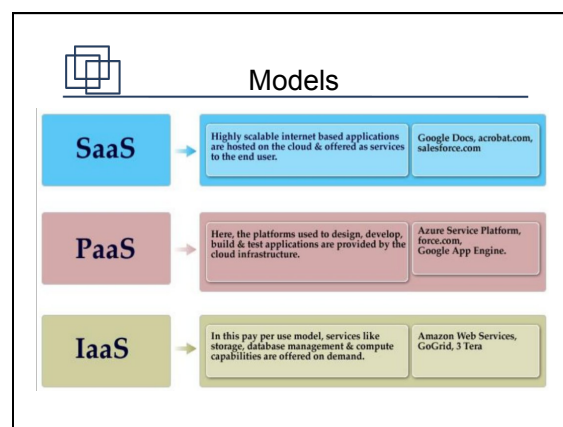 Models
SaaS
Highly scalable internet based applications
are hosted on the cloud & offered as services
to the end user.
Google Docs, acrobat.com,
salesforce.com
PaaS
Here, the platforms used to design, develop,
build & test applications are provided by the
cloud infrastructure.
Azure Service Platform,
force.com,
Google App Engine.
IaaS
In this pay per use model, services like
storage, database management & compute
capabilities are offered on demand.
Amazon Web Services,
GoGrid, 3 Tera